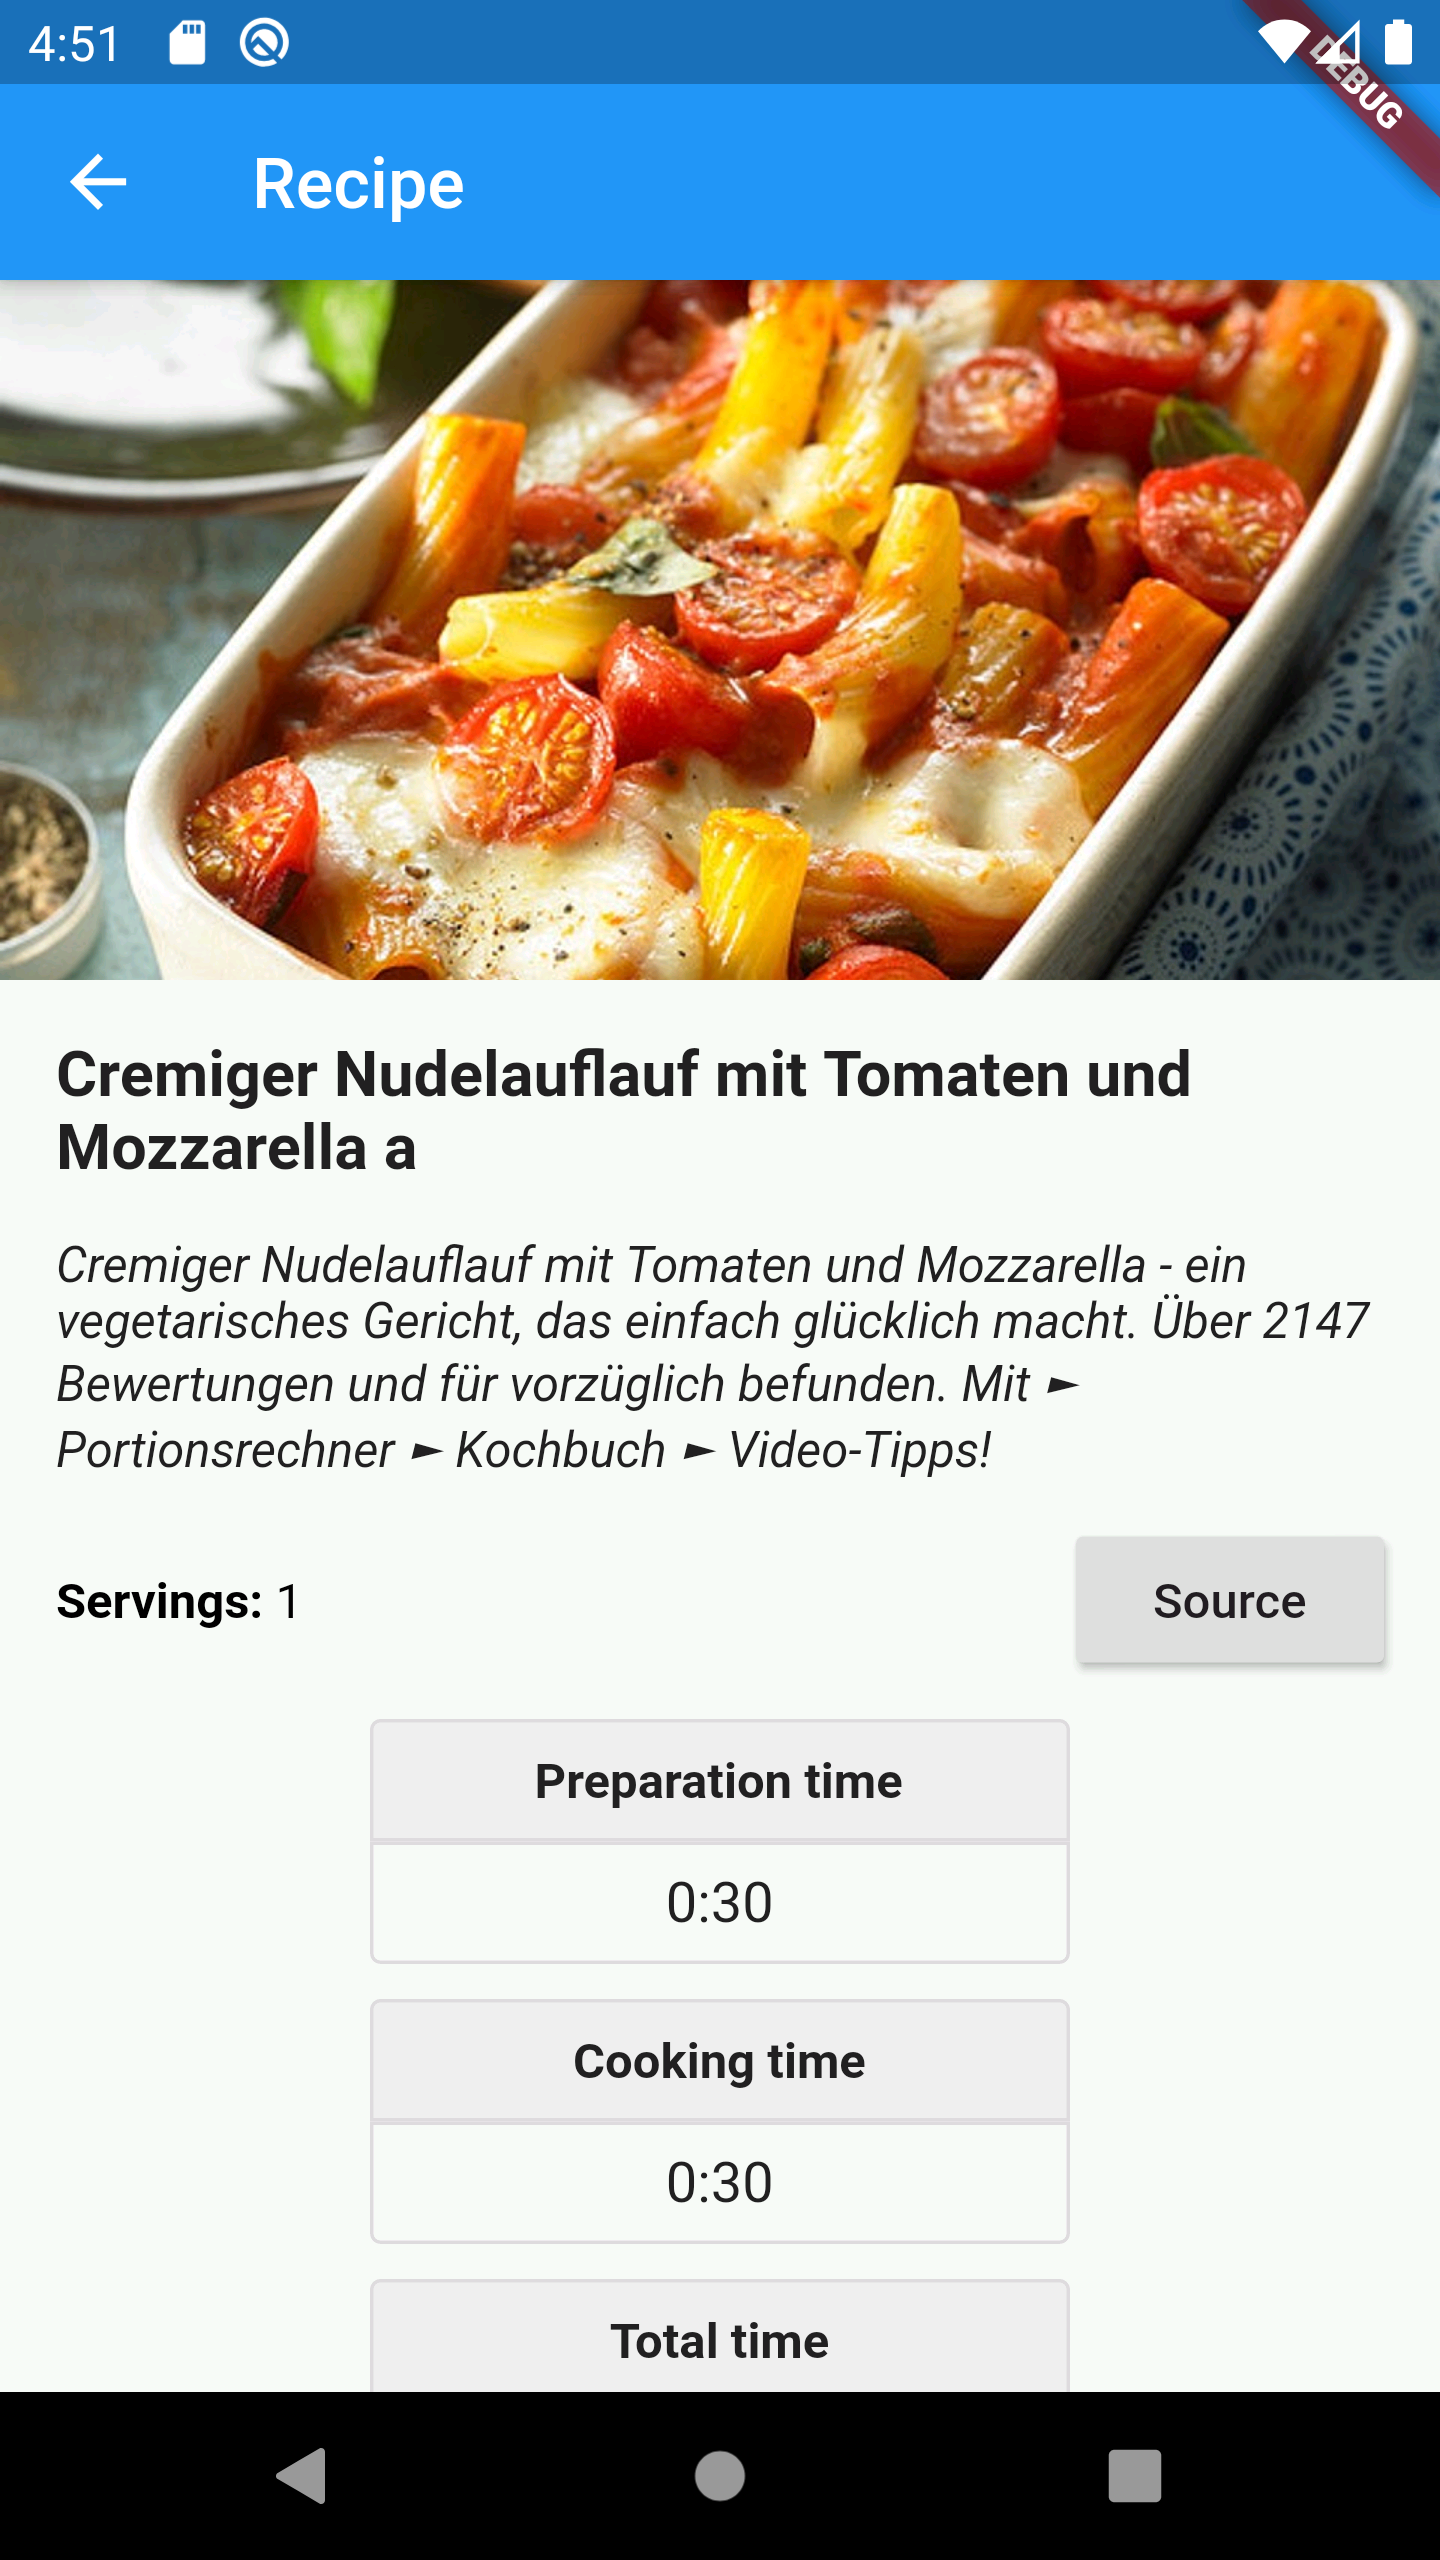 4:51
DEBUG
Recipe
Cremiger Nudelauflauf mit Tomaten und
Mozzarella a
Cremiger Nudelauflauf mit Tomaten und Mozzarella - ein
vegetarisches Gericht, das einfach glücklich macht. Über 2147
Bewertungen und für vorzüglich befunden. Mit ►
Portionsrechner ► Kochbuch ► Video-Tipps!
Servings: 1
Source
Preparation time
0:30
Cooking time
0:30
Total time